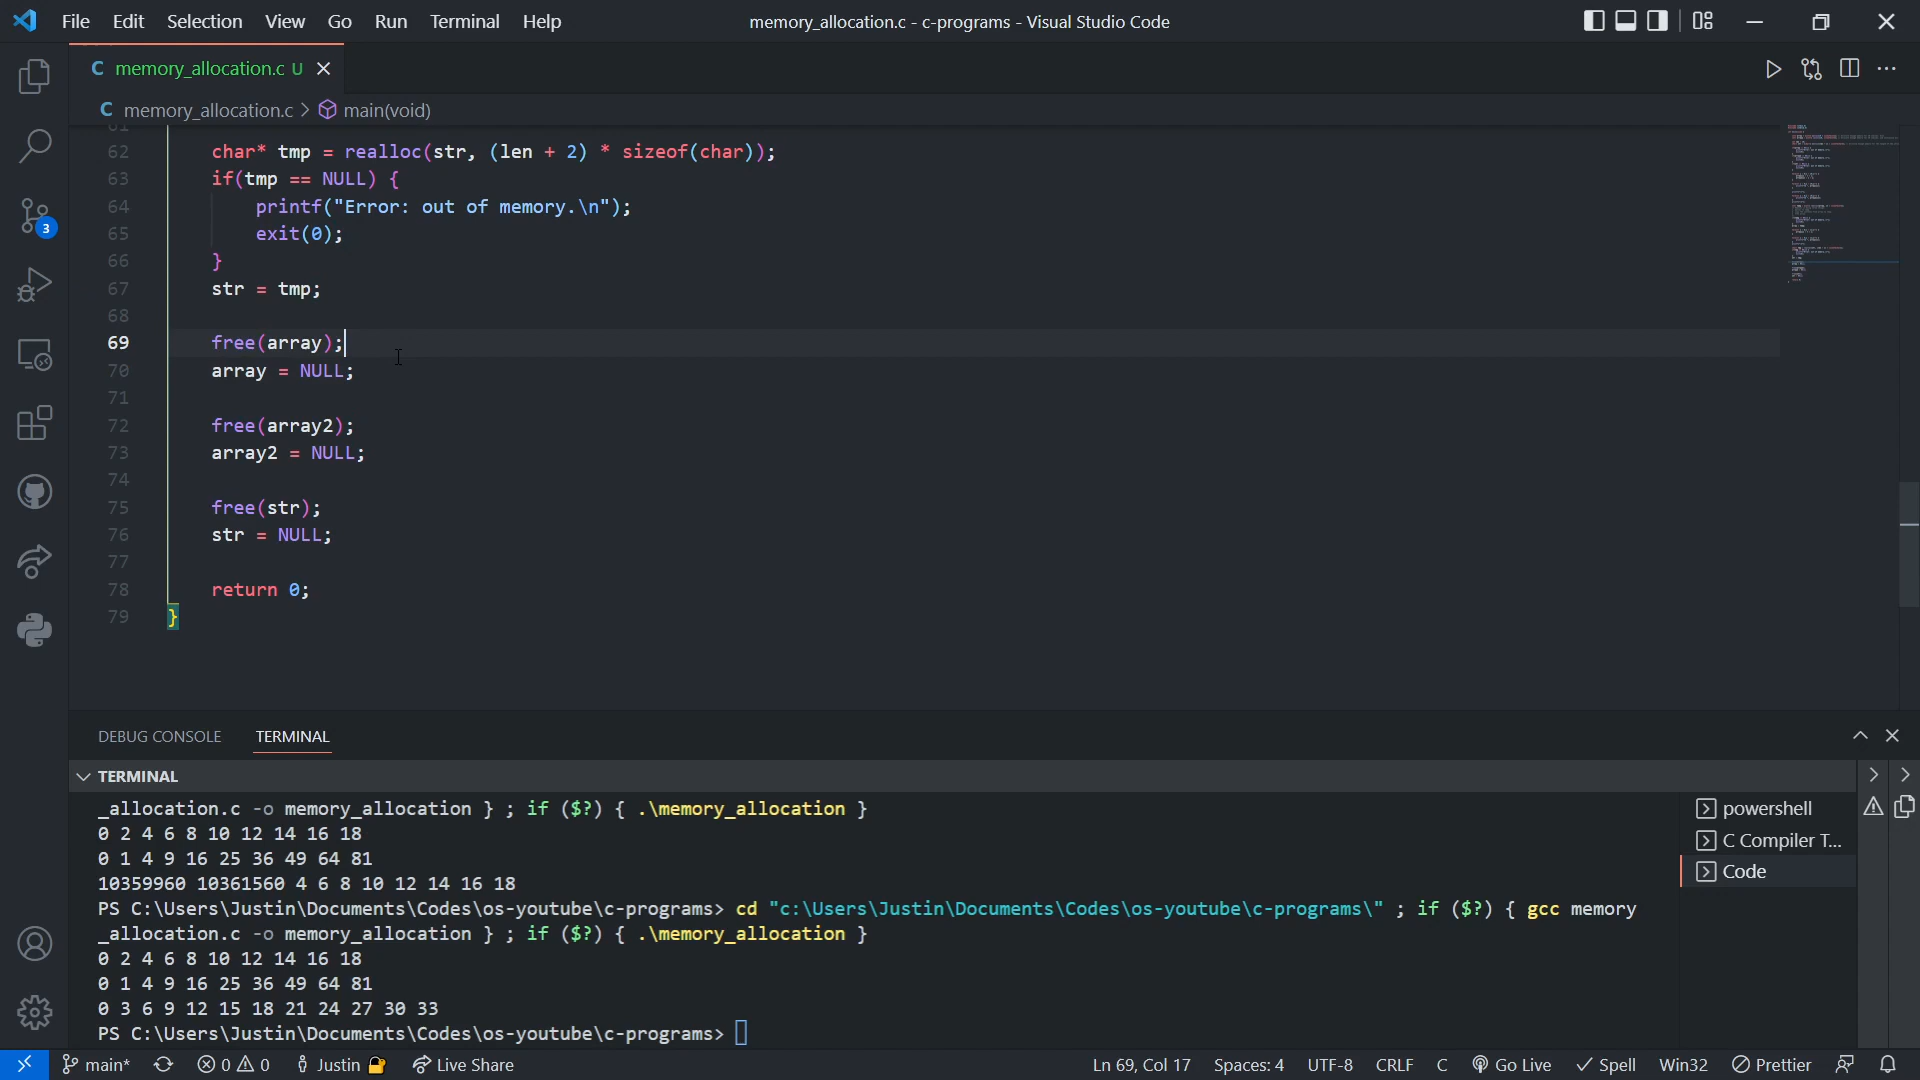 File Edit Selection View Go Run Terminal Help memory_allocation.c - c-programs - Visual Studio Code
C memory_allocation.c U
C memory_allocation.c > main(void)
61
62 char* tmp = realloc(str, (len + 2) * sizeof(char));
63 if(tmp == NULL) {
64 printf("Error: out of memory.\n");
65 exit(0);
66 }
67 str = tmp;
68
69 free(array);
70 array = NULL;
71
72 free(array2);
73 array2 = NULL;
74
75 free(str);
76 str = NULL;
77
78 return 0;
79 }
3
DEBUG CONSOLE TERMINAL
TERMINAL
_allocation.c -o memory_allocation } ; if ($?) { .\memory_allocation }
0 2 4 6 8 10 12 14 16 18
0 1 4 9 16 25 36 49 64 81
10359960 10361560 4 6 8 10 12 14 16 18
PS C:\Users\Justin\Documents\Codes\os-youtube\c-programs> cd "c:\Users\Justin\Documents\Codes\os-youtube\c-programs\" ; if ($?) { gcc memory
_allocation.c -o memory_allocation } ; if ($?) { .\memory_allocation }
0 2 4 6 8 10 12 14 16 18
0 1 4 9 16 25 36 49 64 81
0 3 6 9 12 15 18 21 24 27 30 33
PS C:\Users\Justin\Documents\Codes\os-youtube\c-programs>
powershell
C Compiler T...
Code
main* 0 0 Justin Live Share Ln 69, Col 17 Spaces: 4 UTF-8 CRLF C Go Live Spell Win32 Prettier